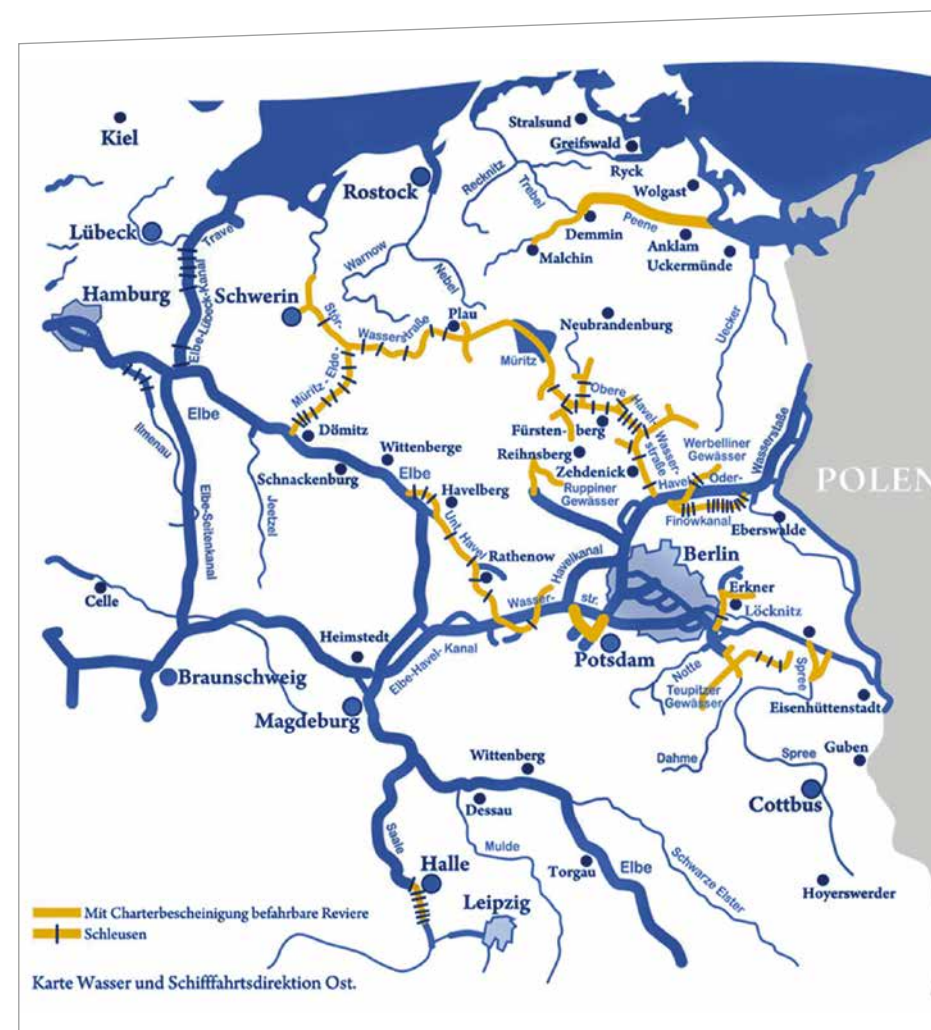 Kiel
Stralsund
Greifswald
Ryck
Wolgast
Rostock
Recknitz
Trebel
Lübeck
Trave
Demmin
Peene
Anklam
Uckermünde
Malchin
Warnow
Nebel
Hamburg
Elbe-Lübeck-Kanal
Schwerin
Stör-
Wasserstraße
Plau
Neubrandenburg
Uecker
Müritz
Müritz - Elde-
Obere
Havel-
Wasser-
straße
Elbe
Ilmenau
Dömitz
Fürsten-berg
Reihnsberg
Werbelliner
Gewässer
Wasserstaße
Wittenberge
Zehdenick
Havel
Oder-
POLEN
Schnackenburg
Elbe
Ruppiner
Gewässer
Havelberg
Finowkanal
Eberswalde
Elbe-Seitenkanal
Jeetzel
Unt. Havel
Rathenow
Havelkanal
Berlin
Celle
Wasser-
str.
Erkner
Löcknitz
Heimstedt
Elbe-Havel- Kanal
Potsdam
Braunschweig
Notte
Teupitzer
Gewässer
Spree
Magdeburg
Eisenhüttenstadt
Wittenberg
Dahme
Spree
Guben
Dessau
Cottbus
Saale
Mulde
Halle
Torgau
Elbe
Schwarze Elster
Hoyerswerder
Leipzig
Mit Charterbescheinigung befahrbare Reviere
Schleusen
Karte Wasser und Schifffahrtsdirektion Ost.